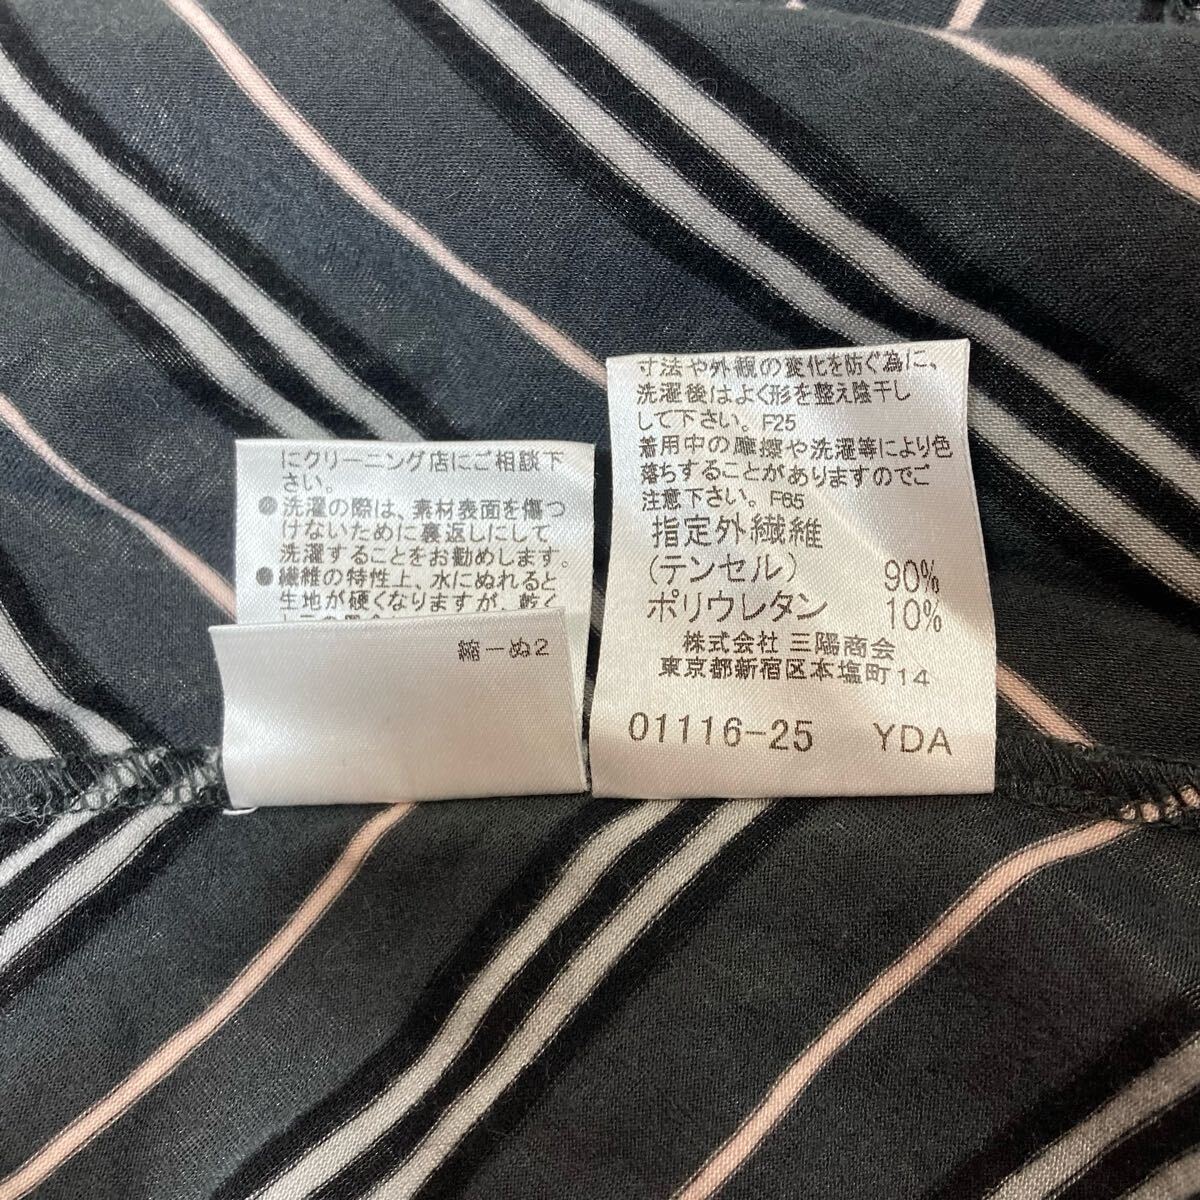 にクリーニング店にご相談下
さい。
●洗濯の際は、素材表面を傷つ
けないために裏返しにして
洗濯することをお勧めします。
●繊維の特性上、水にぬれると
生地が硬くなりますが、乾く
縮ーぬ2
寸法や外観の変化を防ぐ為に、
洗濯後はよく形を整え陰干し
して下さい。F25
着用中の摩擦や洗濯等により色
落ちすることがありますのでご
注意下さい。F65
指定外繊維
(テンセル) 90%
ポリウレタン 10%
株式会社 三陽商会
東京都新宿区本塩町14
01116-25 YDA